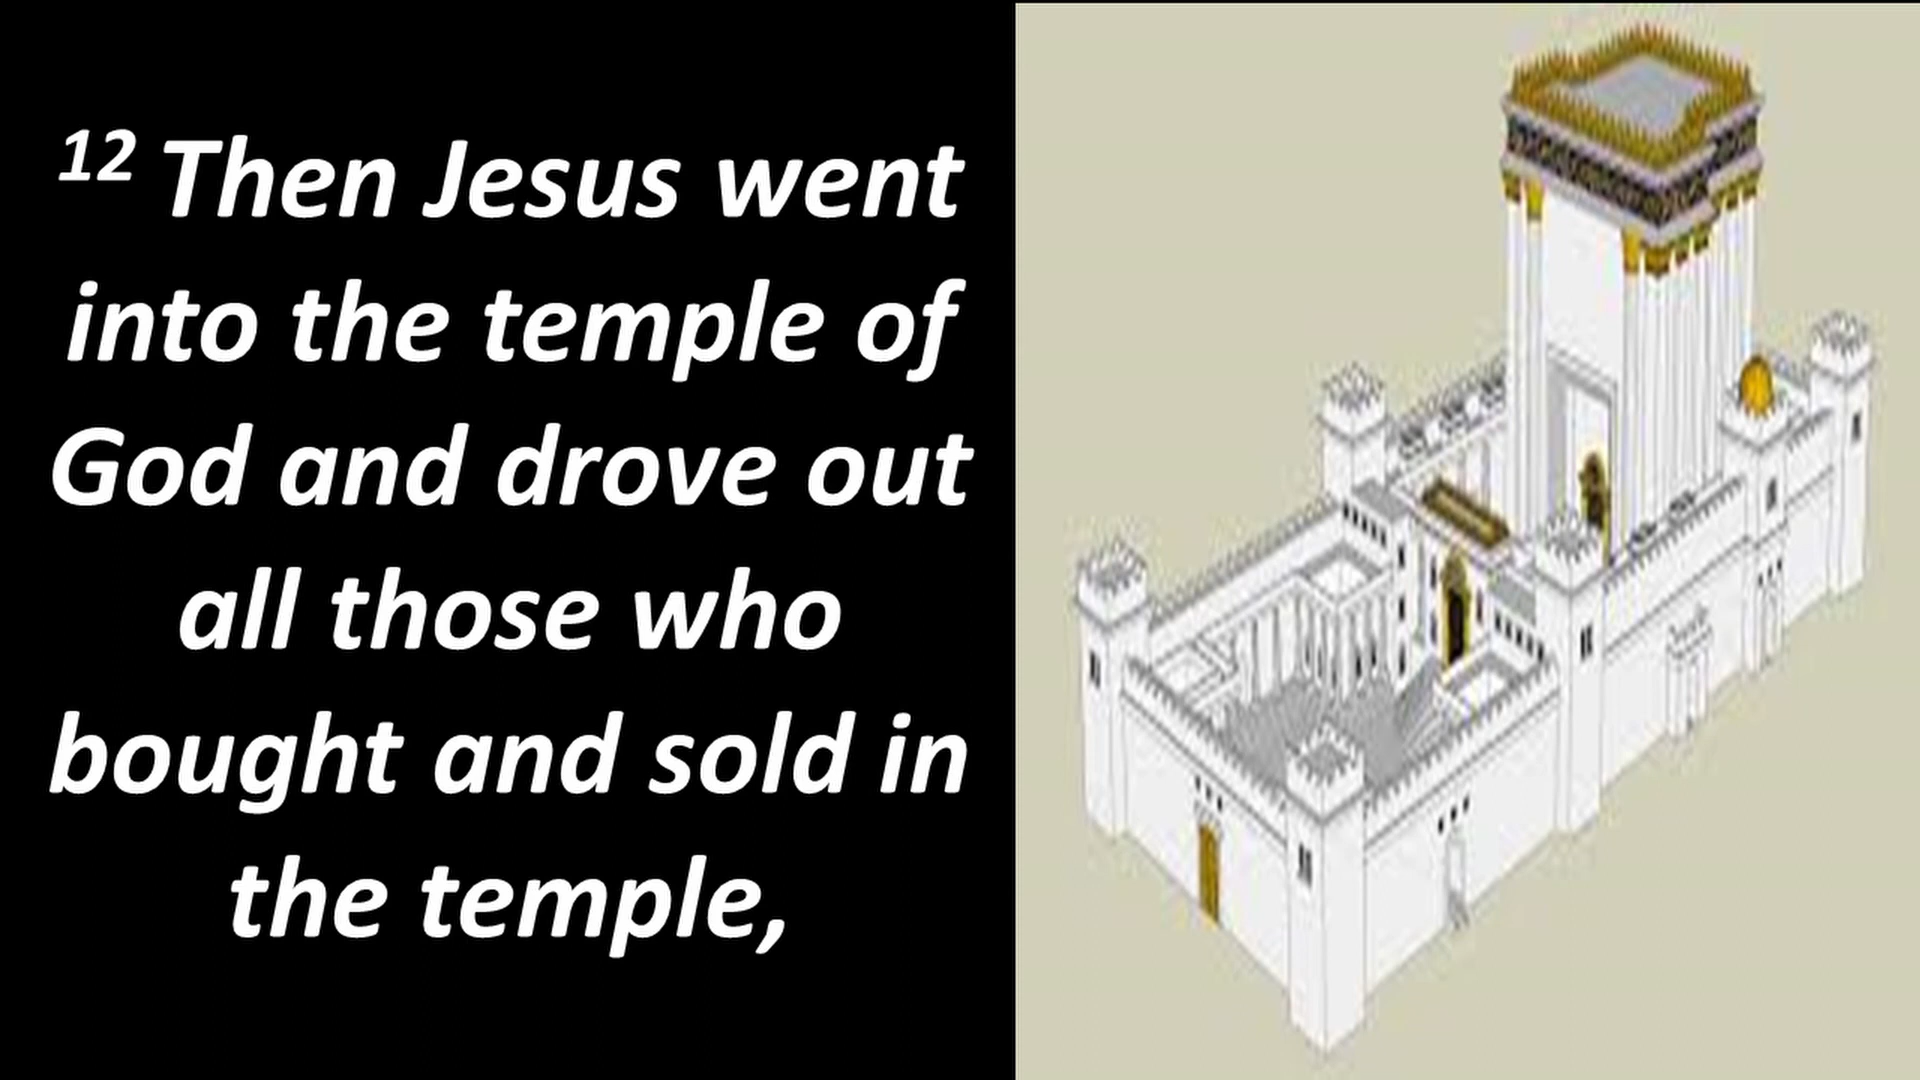 12 Then Jesus went
into the temple of
God and drove out
all those who
bought and sold in
the temple,